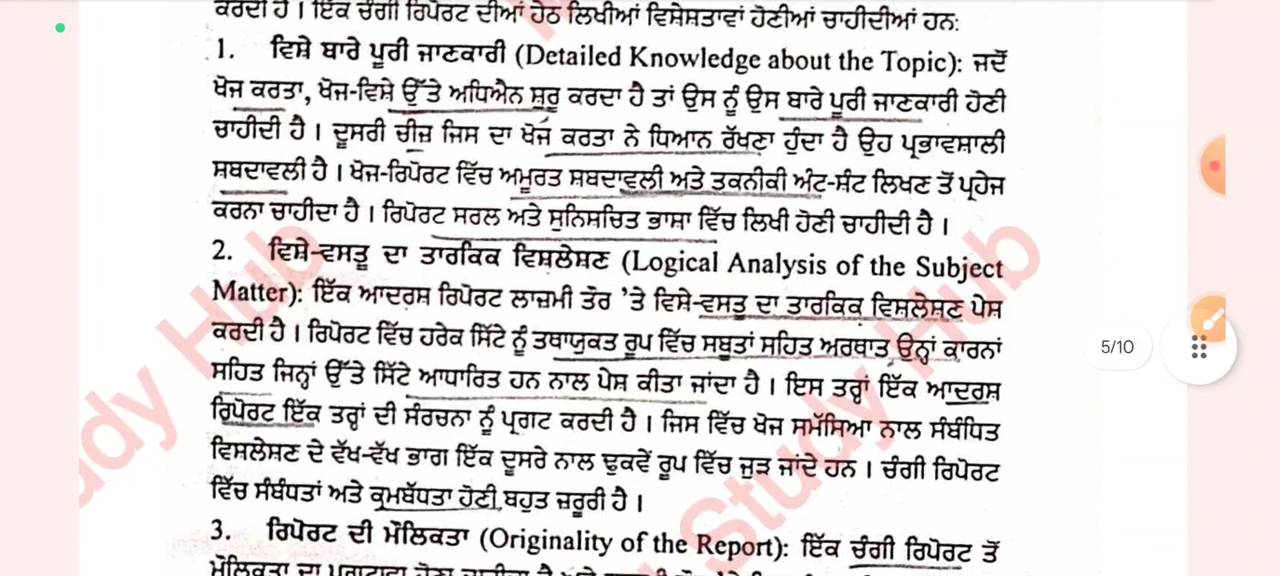 ਕਰਦੀ ਹੈ । ਇੱਕ ਚੰਗੀ ਰਿਪੋਰਟ ਦੀਆਂ ਹੇਠ ਲਿਖੀਆਂ ਵਿਸ਼ੇਸ਼ਤਾਵਾਂ ਹੋਣੀਆਂ ਚਾਹੀਦੀਆਂ ਹਨ:
1. ਵਿਸ਼ੇ ਬਾਰੇ ਪੂਰੀ ਜਾਣਕਾਰੀ (Detailed Knowledge about the Topic): ਜਦੋਂ
ਖੋਜ ਕਰਤਾ, ਖੋਜ-ਵਿਸ਼ੇ ਉੱਤੇ ਅਧਿਐਨ ਸ਼ੁਰੂ ਕਰਦਾ ਹੈ ਤਾਂ ਉਸ ਨੂੰ ਉਸ ਬਾਰੇ ਪੂਰੀ ਜਾਣਕਾਰੀ ਹੋਣੀ
ਚਾਹੀਦੀ ਹੈ । ਦੂਸਰੀ ਚੀਜ਼ ਜਿਸ ਦਾ ਖੋਜ ਕਰਤਾ ਨੇ ਧਿਆਨ ਰੱਖਣਾ ਹੁੰਦਾ ਹੈ ਉਹ ਪ੍ਰਭਾਵਸ਼ਾਲੀ
ਸ਼ਬਦਾਵਲੀ ਹੈ । ਖੋਜ-ਰਿਪੋਰਟ ਵਿੱਚ ਅਮੂਰਤ ਸ਼ਬਦਾਵਲੀ ਅਤੇ ਤਕਨੀਕੀ ਅੰਟ-ਸ਼ੰਟ ਲਿਖਣ ਤੋਂ ਪ੍ਰਹੇਜ
ਕਰਨਾ ਚਾਹੀਦਾ ਹੈ । ਰਿਪੋਰਟ ਸਰਲ ਅਤੇ ਸੁਨਿਸ਼ਚਿਤ ਭਾਸ਼ਾ ਵਿੱਚ ਲਿਖੀ ਹੋਣੀ ਚਾਹੀਦੀ ਹੈ ।
2. ਵਿਸ਼ੇ-ਵਸਤੂ ਦਾ ਤਾਰਕਿਕ ਵਿਸ਼ਲੇਸ਼ਣ (Logical Analysis of the Subject
Matter): ਇੱਕ ਆਦਰਸ਼ ਰਿਪੋਰਟ ਲਾਜ਼ਮੀ ਤੌਰ ’ਤੇ ਵਿਸ਼ੇ-ਵਸਤੂ ਦਾ ਤਾਰਕਿਕ ਵਿਸ਼ਲੇਸ਼ਣ ਪੇਸ਼
ਕਰਦੀ ਹੈ । ਰਿਪੋਰਟ ਵਿੱਚ ਹਰੇਕ ਸਿੱਟੇ ਨੂੰ ਤਥਾਯੁਕਤ ਰੂਪ ਵਿੱਚ ਸਬੂਤਾਂ ਸਹਿਤ ਅਰਥਾਤ ਉਨ੍ਹਾਂ ਕਾਰਨਾਂ
ਸਹਿਤ ਜਿਨ੍ਹਾਂ ਉੱਤੇ ਸਿੱਟੇ ਆਧਾਰਿਤ ਹਨ ਨਾਲ ਪੇਸ਼ ਕੀਤਾ ਜਾਂਦਾ ਹੈ । ਇਸ ਤਰ੍ਹਾਂ ਇੱਕ ਆਦਰਸ਼
ਰਿਪੋਰਟ ਇੱਕ ਤਰ੍ਹਾਂ ਦੀ ਸੰਰਚਨਾ ਨੂੰ ਪ੍ਰਗਟ ਕਰਦੀ ਹੈ । ਜਿਸ ਵਿੱਚ ਖੋਜ ਸਮੱਸਿਆ ਨਾਲ ਸੰਬੰਧਿਤ
ਵਿਸ਼ਲੇਸ਼ਣ ਦੇ ਵੱਖ-ਵੱਖ ਭਾਗ ਇੱਕ ਦੂਸਰੇ ਨਾਲ ਢੁਕਵੇਂ ਰੂਪ ਵਿੱਚ ਜੁੜ ਜਾਂਦੇ ਹਨ । ਚੰਗੀ ਰਿਪੋਰਟ
ਵਿੱਚ ਸੰਬੰਧਤਾਂ ਅਤੇ ਕ੍ਰਮਬੱਧਤਾ ਹੋਣੀ ਬਹੁਤ ਜ਼ਰੂਰੀ ਹੈ ।
3. ਰਿਪੋਰਟ ਦੀ ਮੌਲਿਕਤਾ (Originality of the Report): ਇੱਕ ਚੰਗੀ ਰਿਪੋਰਟ ਤੋਂ
5/10
Study Hub
Study Hub